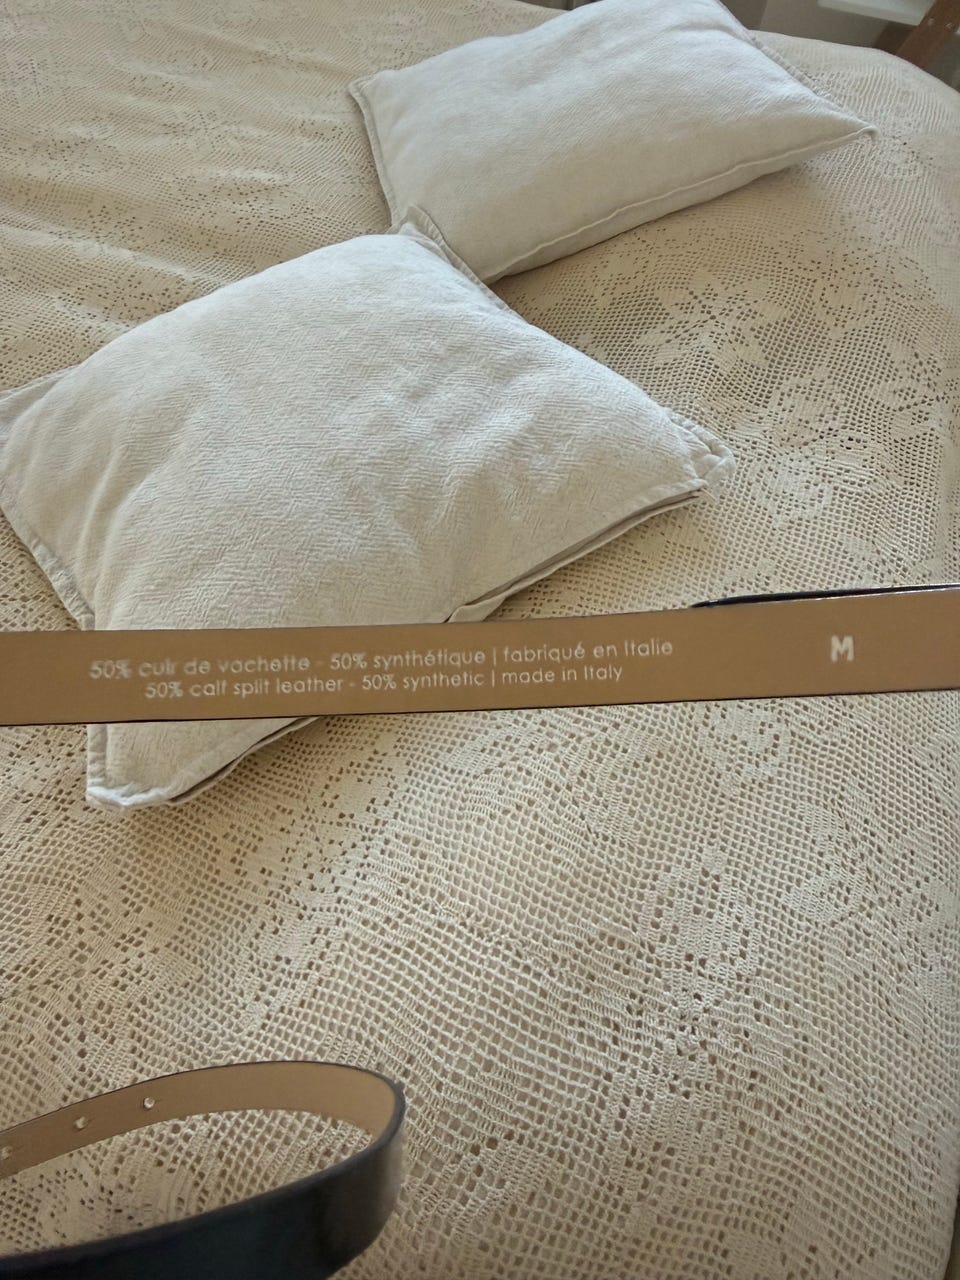 50% cuir de vachette - 50% synthétique | fabriqué en Italie
50% calf split leather - 50% synthetic | made in Italy
M